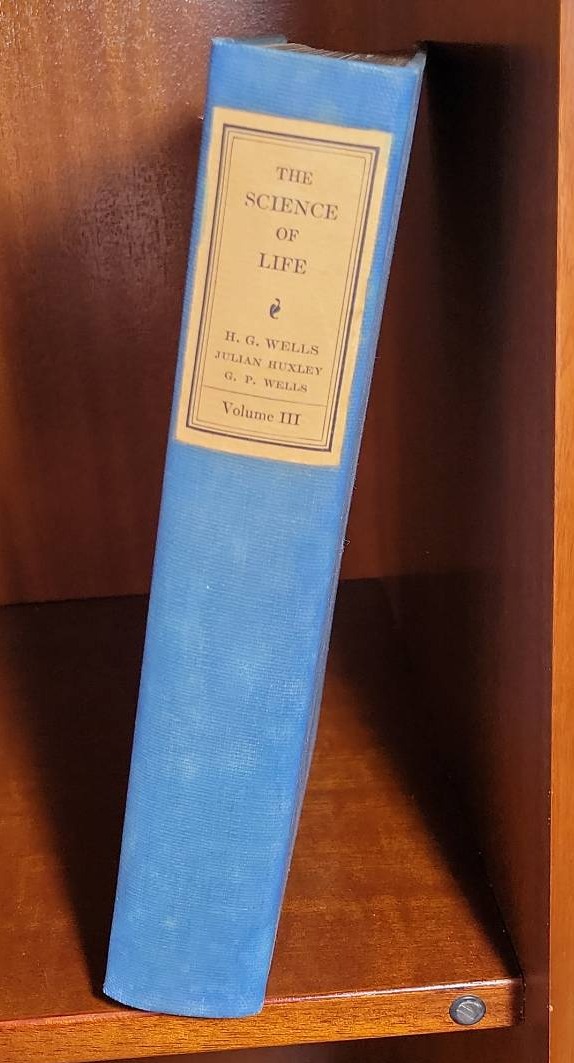 THE
SCIENCE
OF
LIFE
H. G. WELLS
JULIAN HUXLEY
G. P. WELLS
Volume III